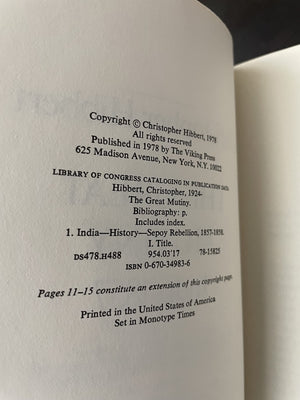 Copyright © Christopher Hibbert, 1978
All rights reserved
Published in 1978 by The Viking Press
625 Madison Avenue, New York, N.Y. 10022
LIBRARY OF CONGRESS CATALOGING IN PUBLICATION DATA
Hibbert, Christopher, 1924-
The Great Mutiny.
Bibliography: p.
Includes index.
1. India—History—Sepoy Rebellion, 1857-1858.
I. Title.
DS478.H488 954.03'17 78-15825
ISBN 0-670-34983-6
Pages 11–15 constitute an extension of this copyright page.
Printed in the United States of America
Set in Monotype Times